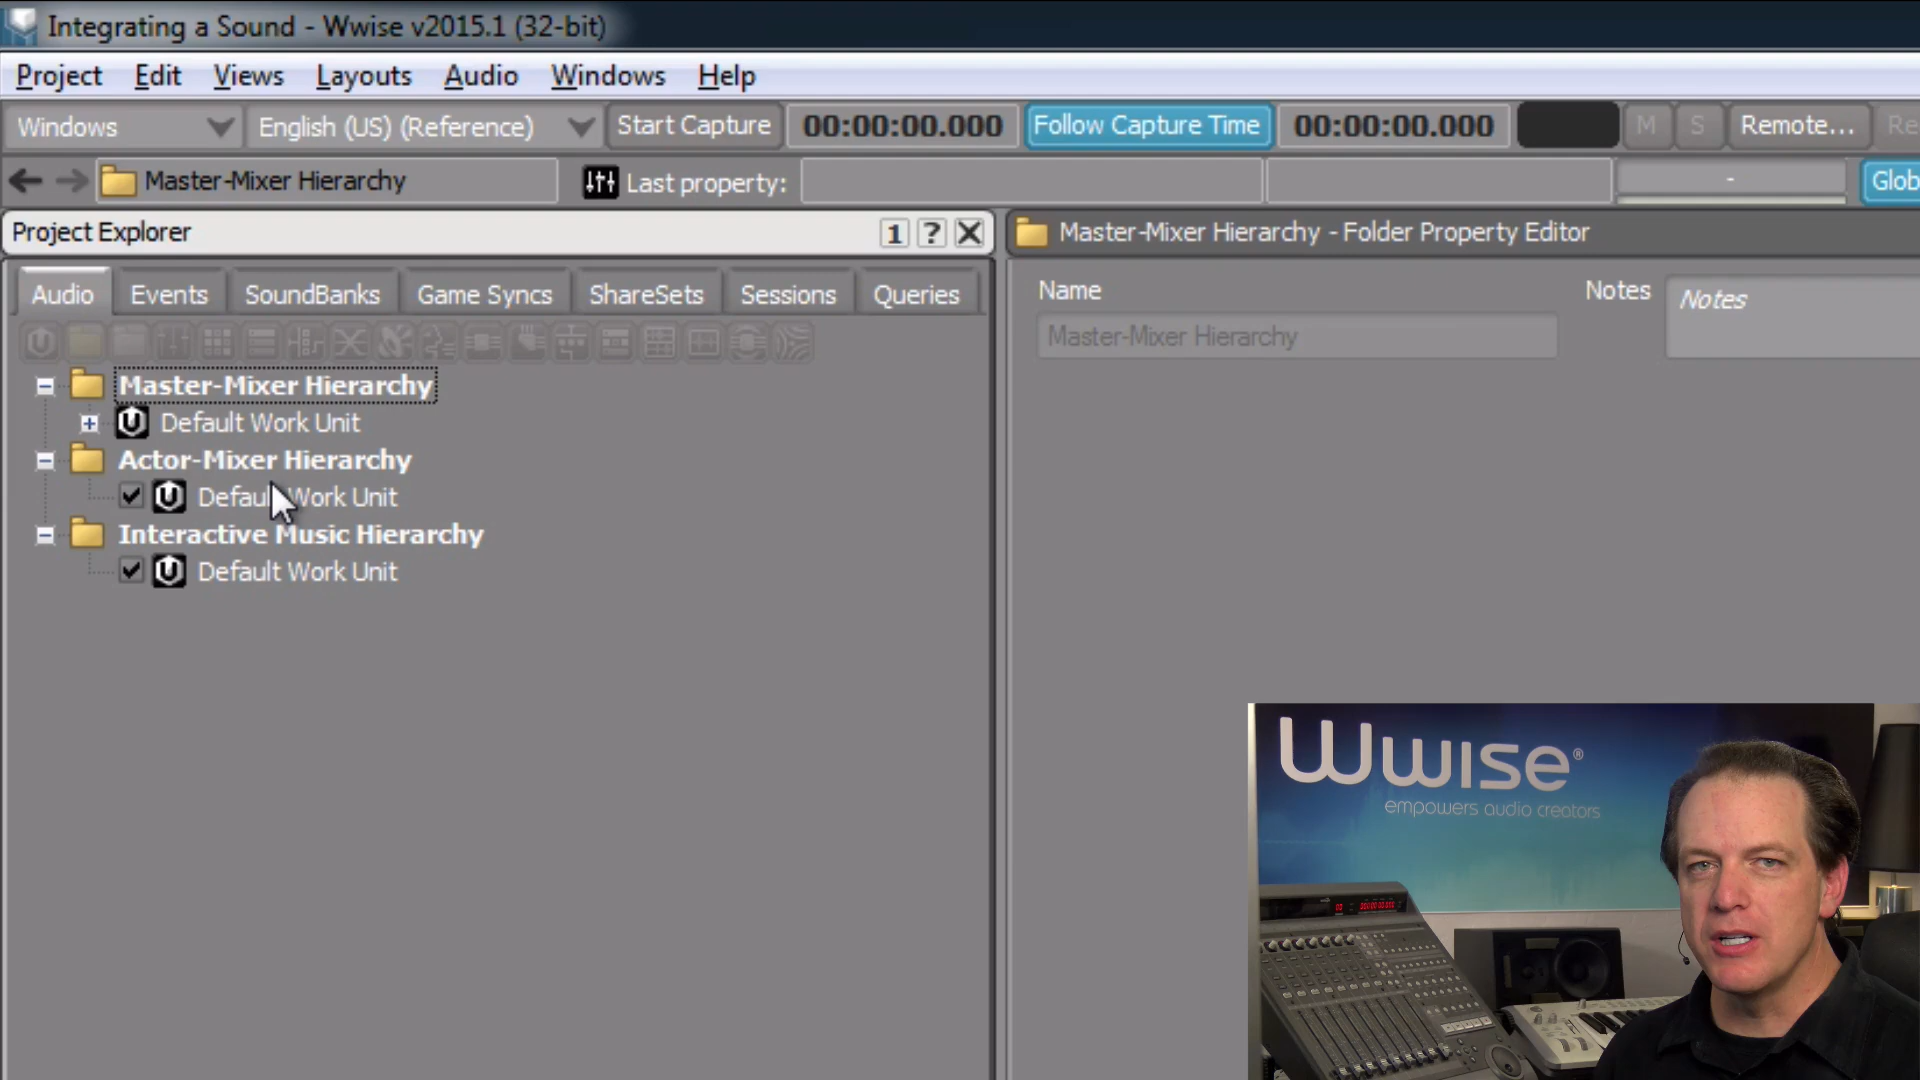 Integrating a Sound - Wwise v2015.1 (32-bit)
Project Edit Views Layouts Audio Windows Help
Windows English (US) (Reference) Start Capture 00:00:00.000 Follow Capture Time 00:00:00.000 M S Remote... Re
Master-Mixer Hierarchy Last property: - Glob
Project Explorer 1 ? Master-Mixer Hierarchy - Folder Property Editor
Audio Events SoundBanks Game Syncs ShareSets Sessions Queries Name Notes Notes
Master-Mixer Hierarchy
Master-Mixer Hierarchy
Default Work Unit
Actor-Mixer Hierarchy
Default Work Unit
Interactive Music Hierarchy
Default Work Unit
Wwise®
empowers audio creators